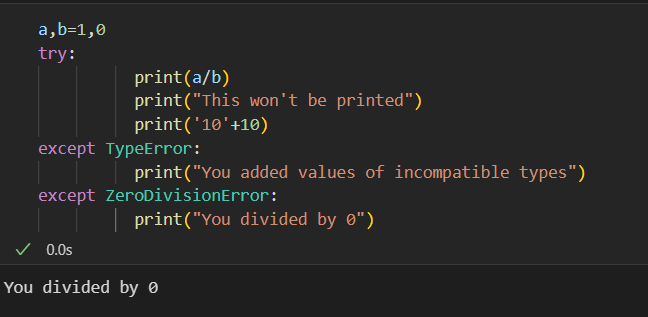 a,b=1,0
try:
print(a/b)
print("This won't be printed")
print('10'+10)
except TypeError:
print("You added values of incompatible types")
except ZeroDivisionError:
print("You divided by 0")
0.0s
You divided by 0